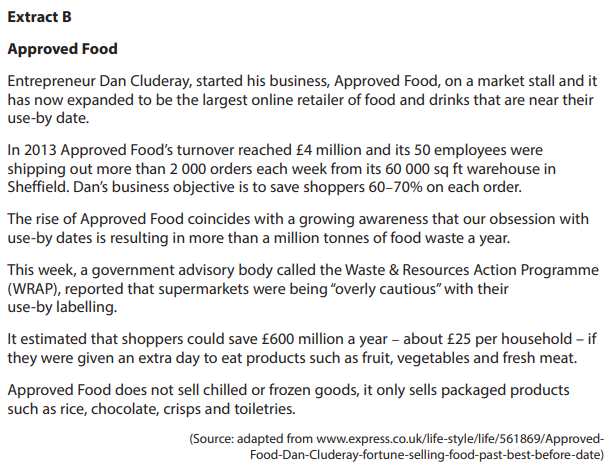 Extract B
Approved Food
Entrepreneur Dan Cluderay, started his business, Approved Food, on a market stall and it
has now expanded to be the largest online retailer of food and drinks that are near their
use-by date.
In 2013 Approved Food's turnover reached £4 million and its 50 employees were
shipping out more than 2 000 orders each week from its 60 000 sq ft warehouse in
Sheffield. Dan's business objective is to save shoppers 60–70% on each order.
The rise of Approved Food coincides with a growing awareness that our obsession with
use-by dates is resulting in more than a million tonnes of food waste a year.
This week, a government advisory body called the Waste & Resources Action Programme
(WRAP), reported that supermarkets were being "overly cautious" with their
use-by labelling.
It estimated that shoppers could save £600 million a year – about £25 per household – if
they were given an extra day to eat products such as fruit, vegetables and fresh meat.
Approved Food does not sell chilled or frozen goods, it only sells packaged products
such as rice, chocolate, crisps and toiletries.
(Source: adapted from www.express.co.uk/life-style/life/561869/Approved-
Food-Dan-Cluderay-fortune-selling-food-past-best-before-date)